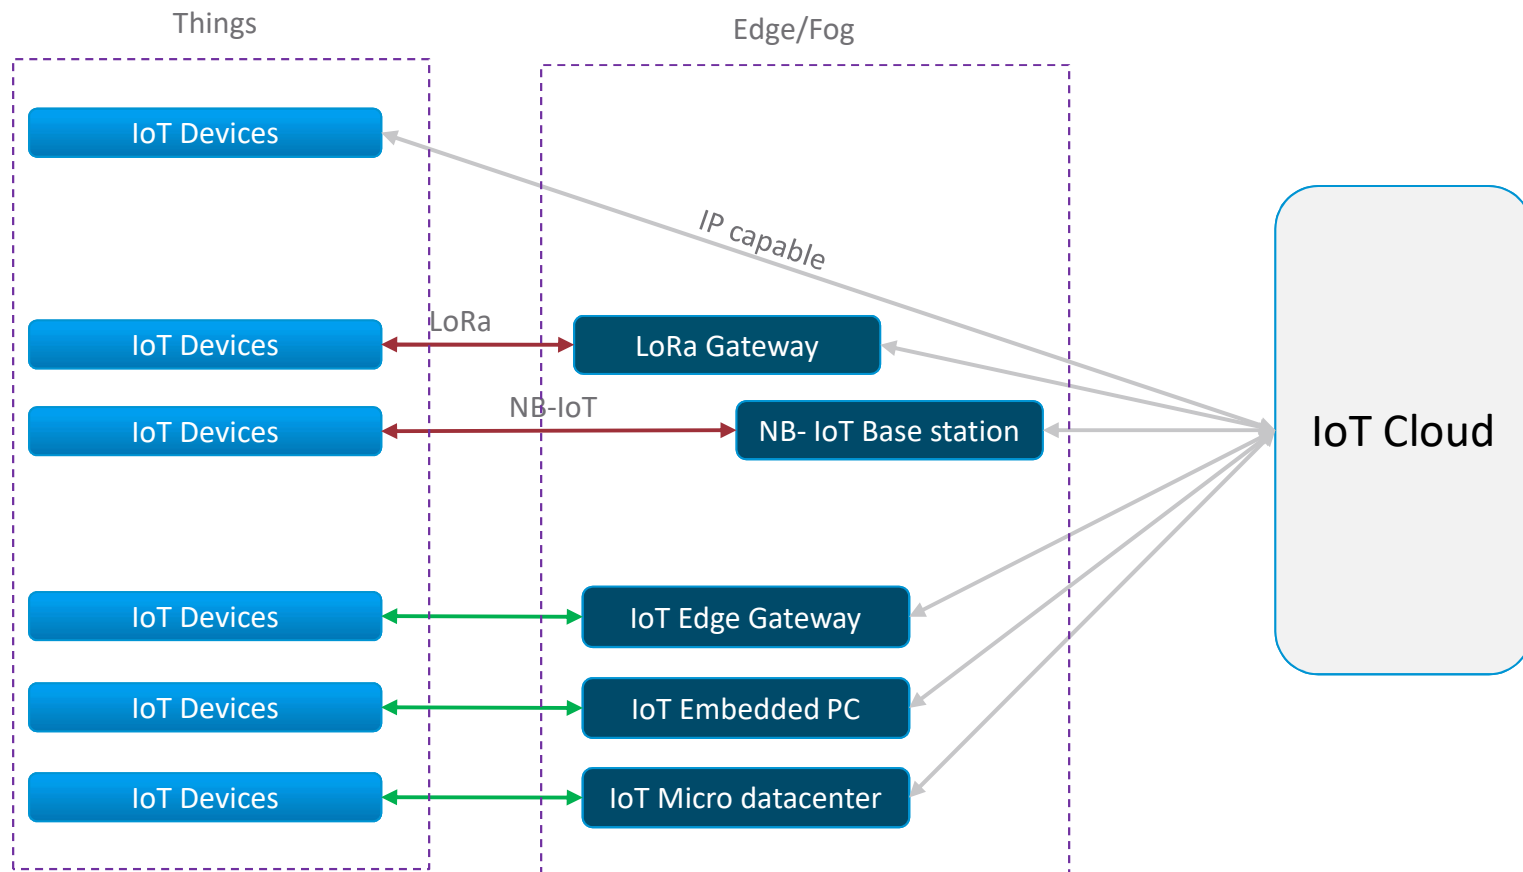 Things
Edge/Fog
IoT Devices
IP capable
IoT Devices
LoRa
LoRa Gateway
IoT Devices
NB-IoT
NB- IoT Base station
IoT Cloud
IoT Devices
IoT Edge Gateway
IoT Devices
IoT Embedded PC
IoT Devices
IoT Micro datacenter